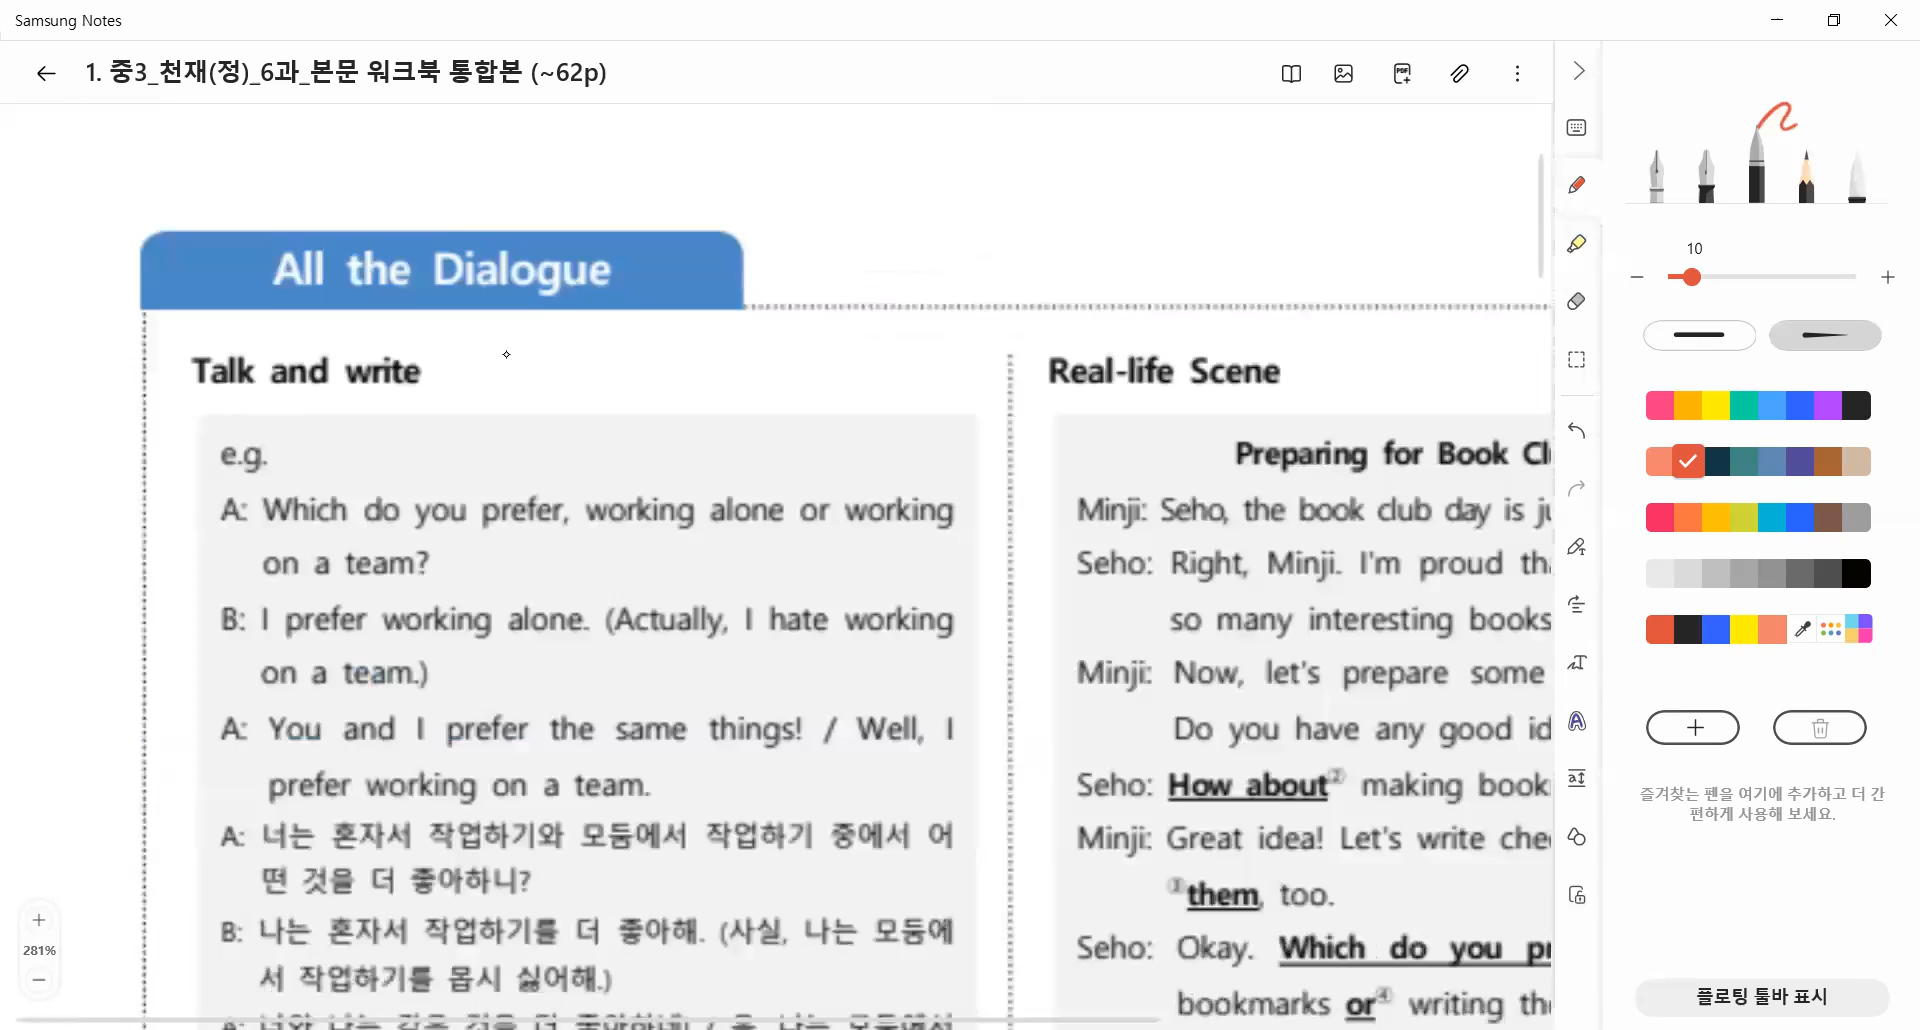 Samsung Notes
1. 중3_천재(정)_6과_본문 워크북 통합본 (~62p)
All the Dialogue
Talk and write
e.g.
A: Which do you prefer, working alone or working
on a team?
B: I prefer working alone. (Actually, I hate working
on a team.)
A: You and I prefer the same things! / Well, I
prefer working on a team.
A: 너는 혼자서 작업하기와 모둠에서 작업하기 중에서 어
떤 것을 더 좋아하니?
B: 나는 혼자서 작업하기를 더 좋아해. (사실, 나는 모둠에
서 작업하기를 몹시 싫어해.)
Real-life Scene
Preparing for Book
Minji: Seho, the book club day is
Seho: Right, Minji. I'm proud
so many interesting books
Minji: Now, let's prepare some
Do you have any good
Seho: How about② making
Minji: Great idea! Let's write
③them, too.
Seho: Okay. Which do you
bookmarks or④ writing
281%
10
즐겨찾는 펜을 여기에 추가하고 더 간
편하게 사용해 보세요.
플로팅 툴바 표시